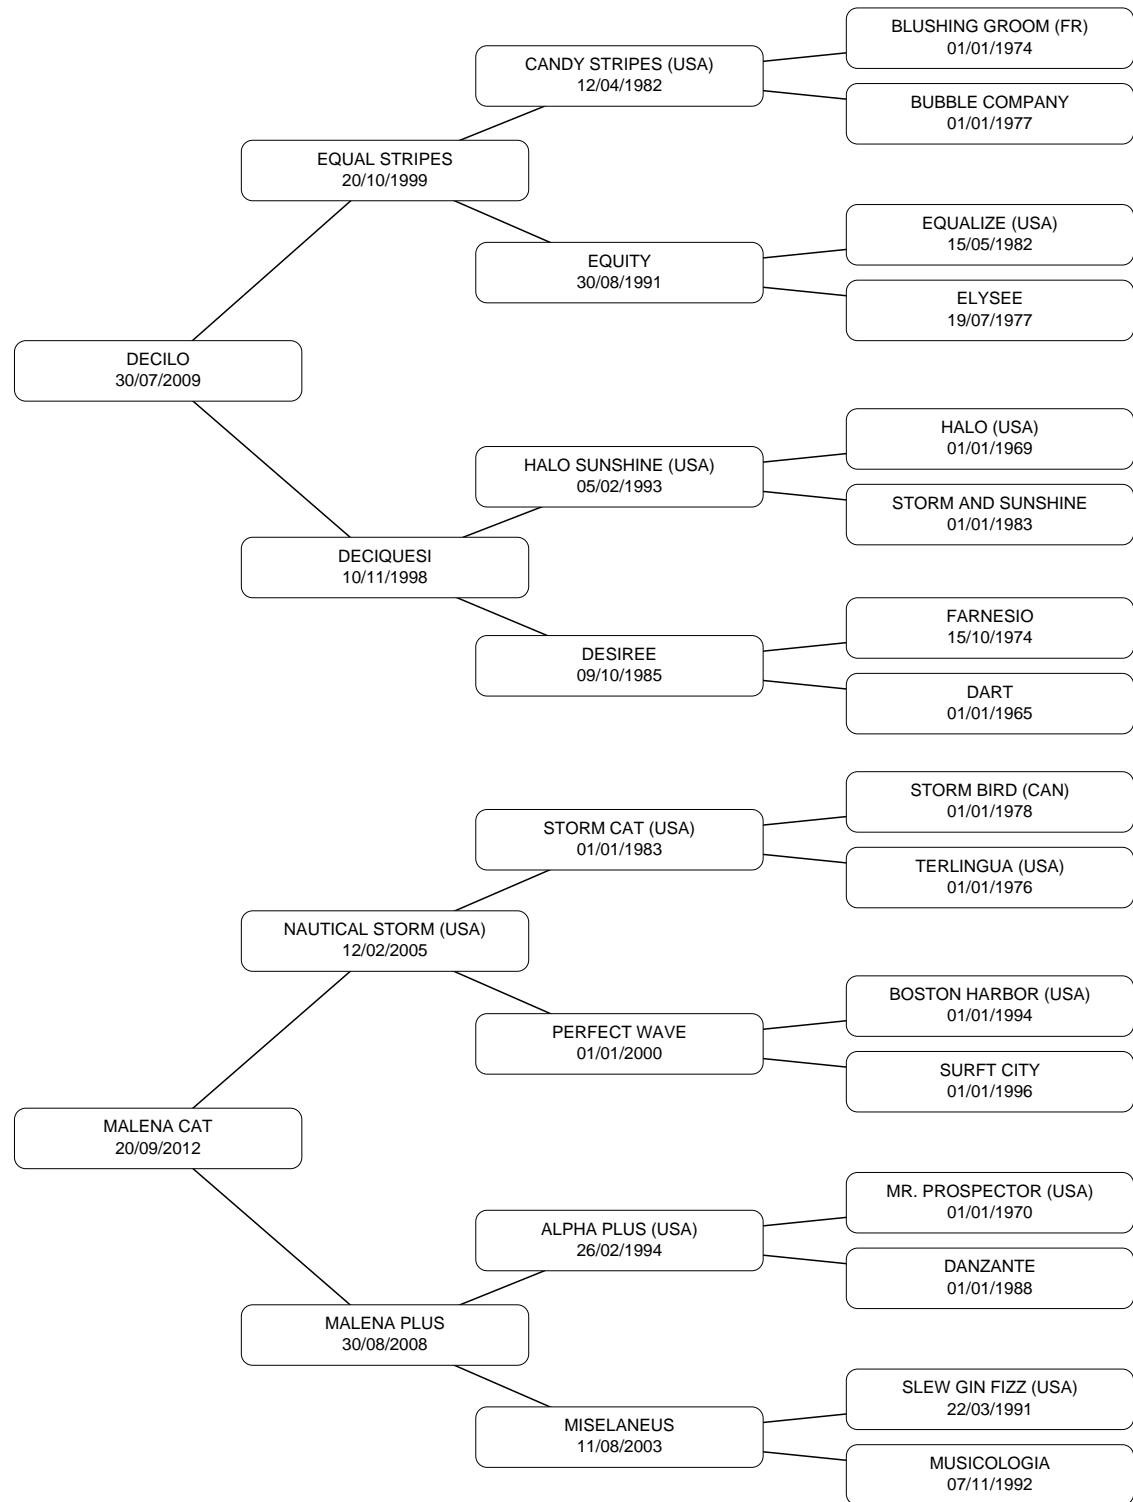 BLUSHING GROOM (FR)
01/01/1974
CANDY STRIPES (USA)
12/04/1982
BUBBLE COMPANY
01/01/1977
EQUAL STRIPES
20/10/1999
EQUALIZE (USA)
15/05/1982
EQUITY
30/08/1991
ELYSEE
19/07/1977
DECILO
30/07/2009
HALO (USA)
01/01/1969
HALO SUNSHINE (USA)
05/02/1993
STORM AND SUNSHINE
01/01/1983
DECIQUESI
10/11/1998
FARNESIO
15/10/1974
DESIREE
09/10/1985
DART
01/01/1965
STORM BIRD (CAN)
01/01/1978
STORM CAT (USA)
01/01/1983
TERLINGUA (USA)
01/01/1976
NAUTICAL STORM (USA)
12/02/2005
BOSTON HARBOR (USA)
01/01/1994
PERFECT WAVE
01/01/2000
SURFT CITY
01/01/1996
MALENA CAT
20/09/2012
MR. PROSPECTOR (USA)
01/01/1970
ALPHA PLUS (USA)
26/02/1994
DANZANTE
01/01/1988
MALENA PLUS
30/08/2008
SLEW GIN FIZZ (USA)
22/03/1991
MISELANEUS
11/08/2003
MUSICOLOGIA
07/11/1992